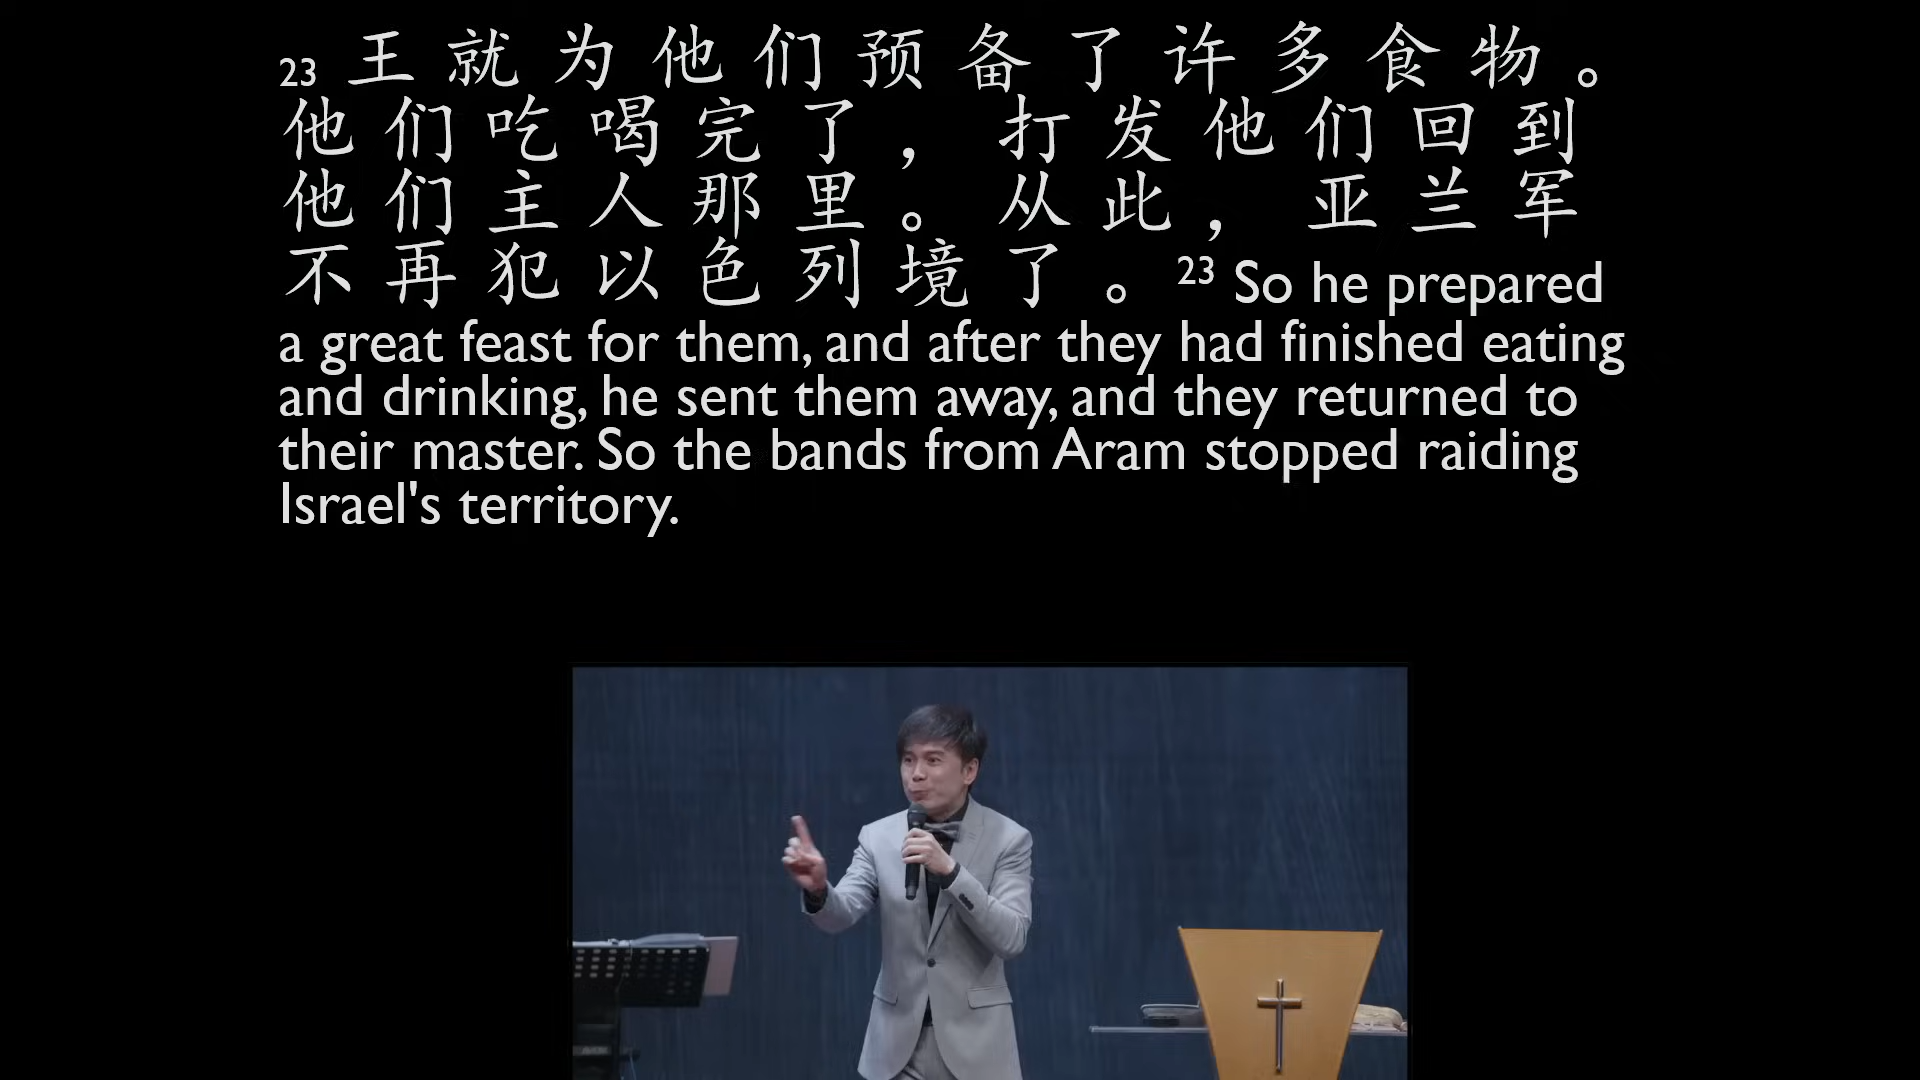 23 王就为他们预备了许多食物。
他们吃喝完了，打发他们回到
他们主人那里。从此，亚兰军
不再犯以色列境了。23 So he prepared
a great feast for them, and after they had finished eating
and drinking, he sent them away, and they returned to
their master. So the bands from Aram stopped raiding
Israel's territory.